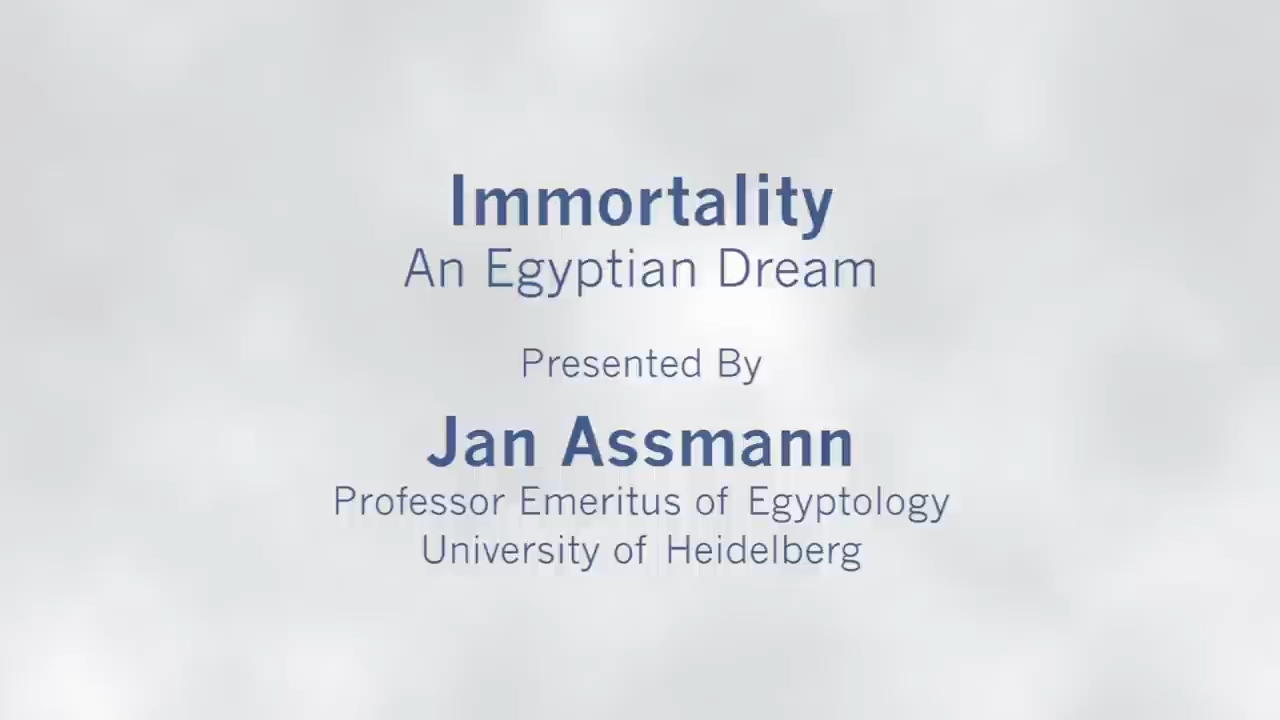 Immortality
An Egyptian Dream
Presented By
Jan Assmann
Professor Emeritus of Egyptology
University of Heidelberg